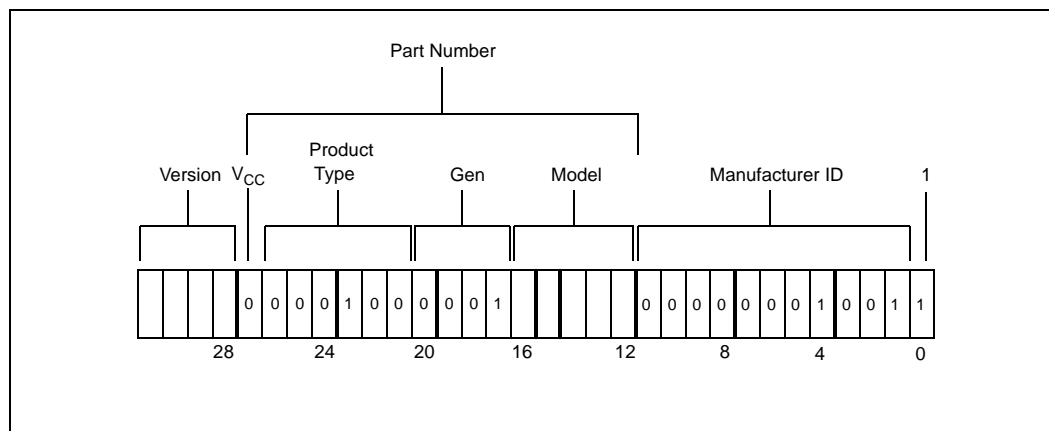 Part Number
Product
Version VCC Type Gen Model Manufacturer ID 1
0 0 0 0 1 0 0 0 0 0 1 0 0 0 0 0 0 0 1 0 0 1 1
28 24 20 16 12 8 4 0